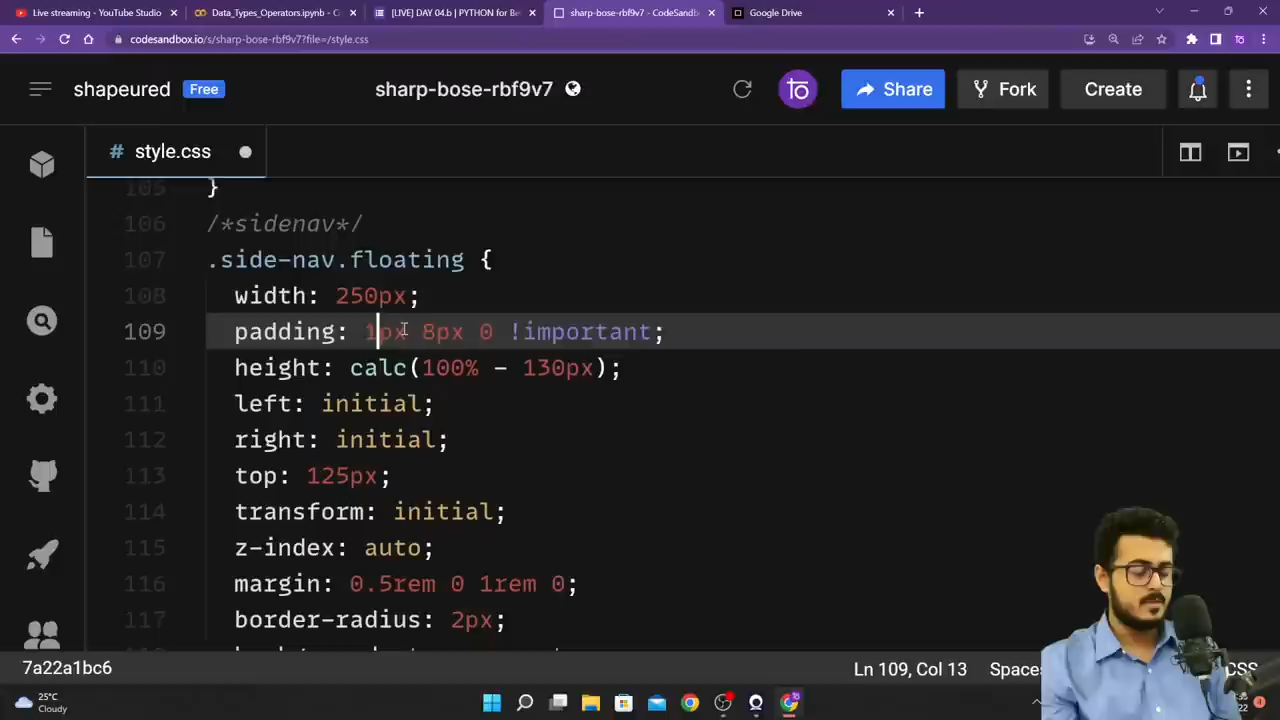 Live streaming - YouTube Studio
Data_Types_Operators.ipynb - C
[LIVE] DAY 04.b | PYTHON for Be
sharp-bose-rbf9v7 - CodeSandb
Google Drive
codesandbox.io/s/sharp-bose-rbf9v7?file=/style.css
shapeured Free
sharp-bose-rbf9v7
Share
Fork
Create
# style.css
105 }
106 /*sidenav*/
107 .side-nav.floating {
108 width: 250px;
109 padding: 1px 8px 0 !important;
110 height: calc(100% - 130px);
111 left: initial;
112 right: initial;
113 top: 125px;
114 transform: initial;
115 z-index: auto;
116 margin: 0.5rem 0 1rem 0;
117 border-radius: 2px;
7a22a1bc6
Ln 109, Col 13
Spaces
CSS
25°C
Cloudy